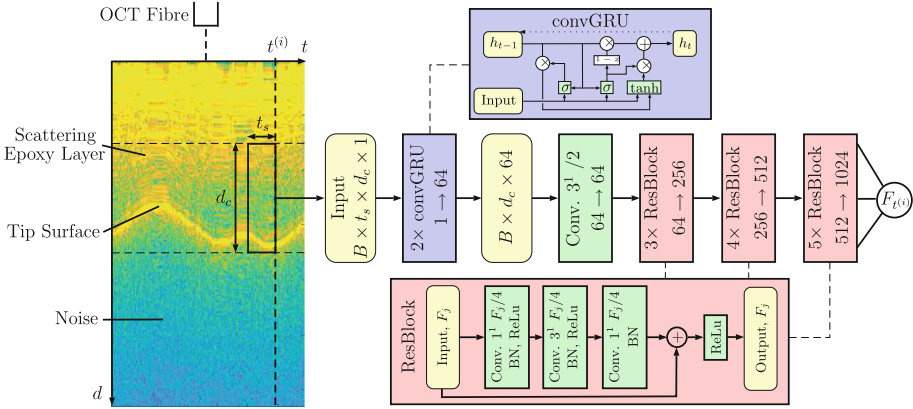 OCT Fibre
t^{(i)}
t
t_s
Scattering
Epoxy Layer
d_c
Tip Surface
Noise
d
convGRU
h_{t−1}
h_t
1 − z
σ
σ
tanh
Input
Input
B × t_s × d_c × 1
2× convGRU
1 → 64
B × d_c × 64
Conv. 3^1 /2
64 → 64
3× ResBlock
64 → 256
4× ResBlock
256 → 512
5× ResBlock
512 → 1024
F_{t^{(i)}}
ResBlock
Input, F_j
Conv. 1^1 F_j/4
BN, ReLu
Conv. 3^1 F_j/4
BN, ReLu
Conv. 1^1 F_j/4
BN
+
ReLu
Output, F_j